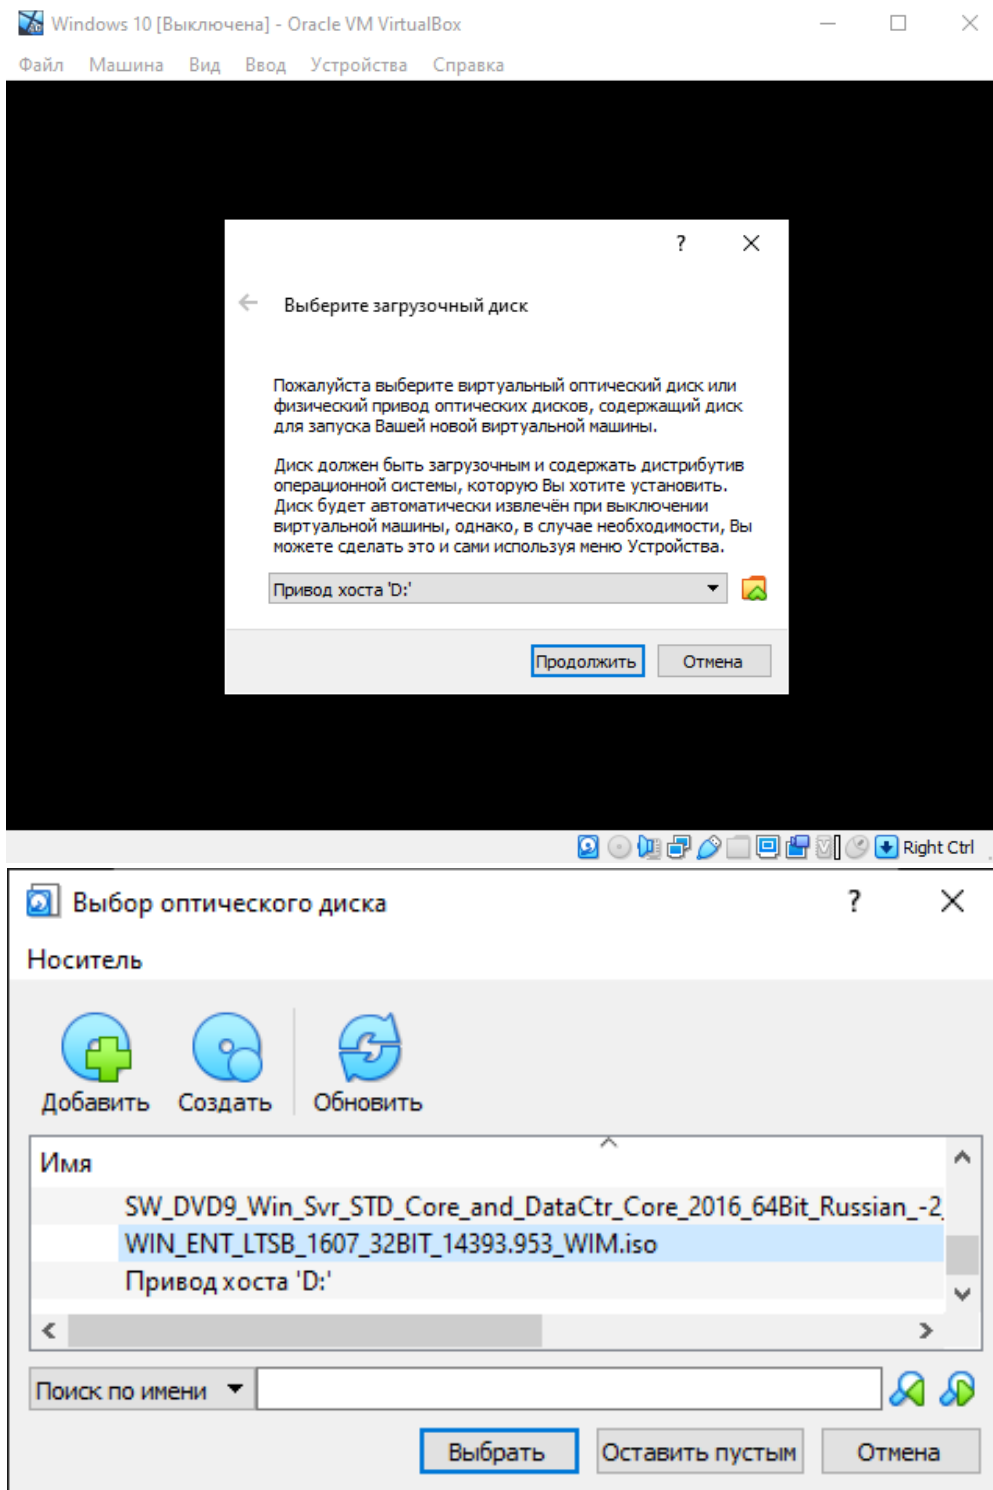 Windows 10 [Выключена] - Oracle VM VirtualBox
Файл Машина Вид Ввод Устройства Справка
?
Выберите загрузочный диск
Пожалуйста выберите виртуальный оптический диск или
физический привод оптических дисков, содержащий диск
для запуска Вашей новой виртуальной машины.
Диск должен быть загрузочным и содержать дистрибутив
операционной системы, которую Вы хотите установить.
Диск будет автоматически извлечён при выключении
виртуальной машины, однако, в случае необходимости, Вы
можете сделать это и сами используя меню Устройства.
Привод хоста 'D:'
Продолжить Отмена
Right Ctrl
Выбор оптического диска ?
Носитель
Добавить Создать Обновить
Имя
SW_DVD9_Win_Svr_STD_Core_and_DataCtr_Core_2016_64Bit_Russian_-2_
WIN_ENT_LTSB_1607_32BIT_14393.953_WIM.iso
Привод хоста 'D:'
Поиск по имени
Выбрать Оставить пустым Отмена